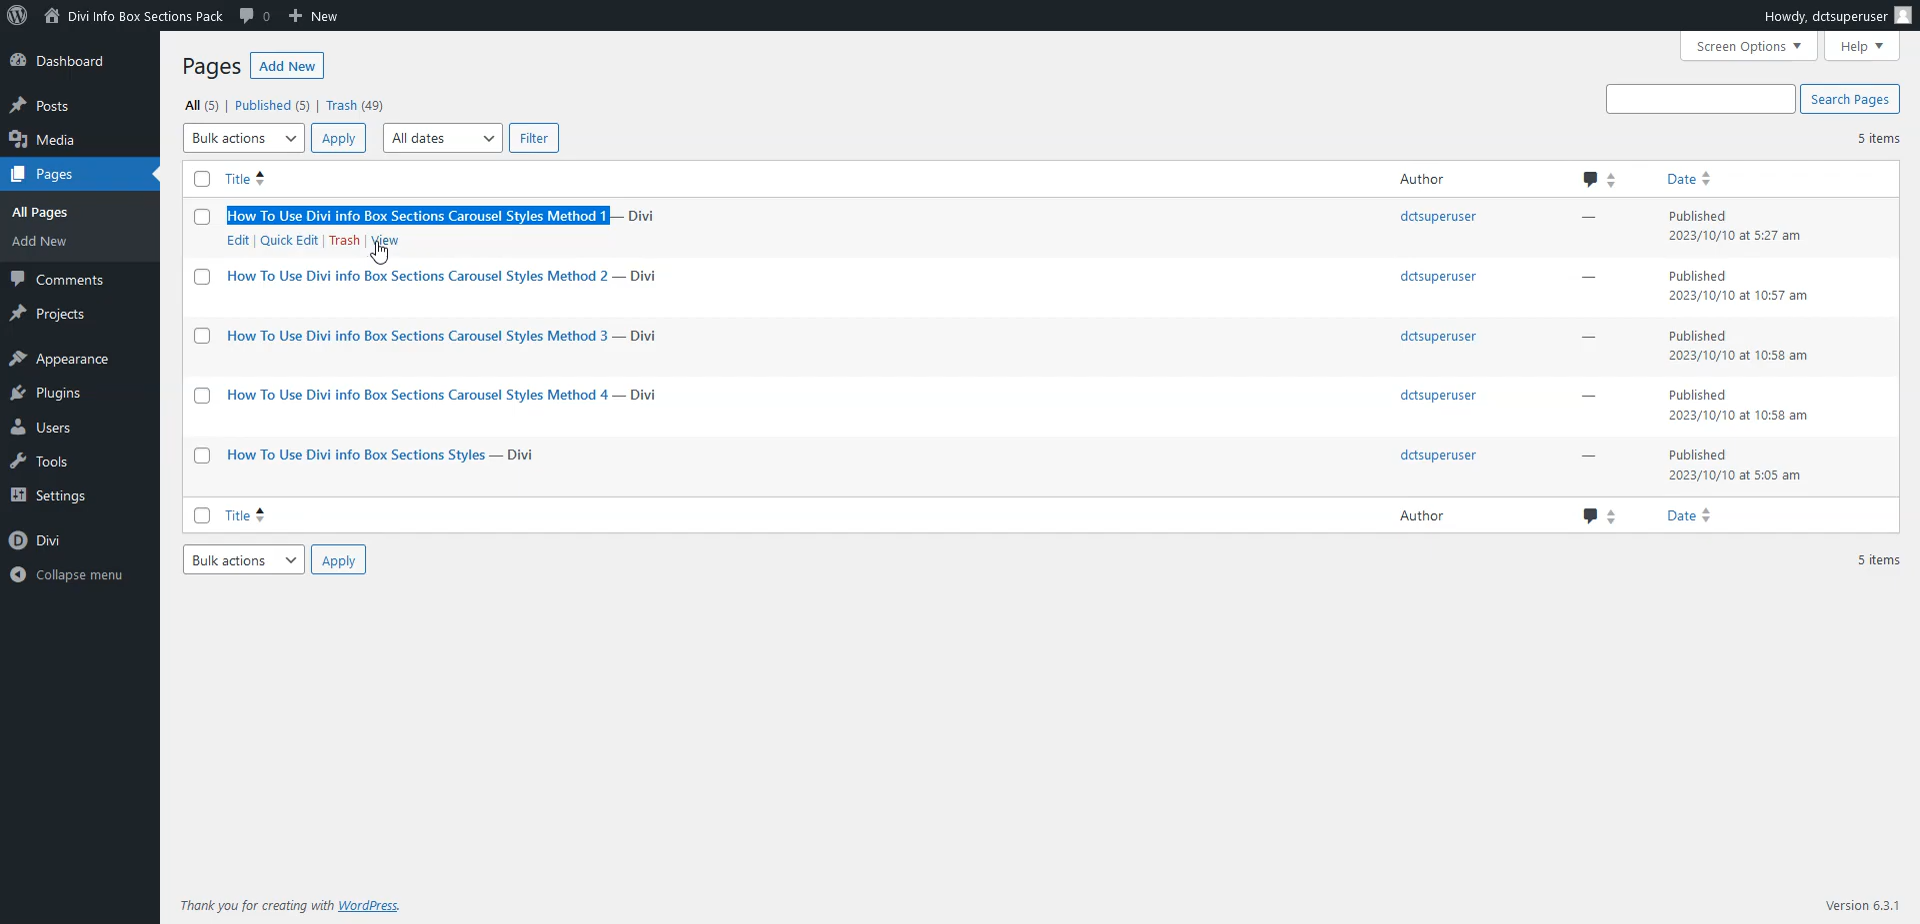 Divi Info Box Sections Pack 0 New Howdy, dctsuperuser
Dashboard
Posts
Media
Pages
All Pages
Add New
Comments
Projects
Appearance
Plugins
Users
Tools
Settings
Divi
Collapse menu
Screen Options Help
Pages Add New
All (5) | Published (5) | Trash (49)
Search Pages
Bulk actions Apply All dates Filter 5 items
Title Author Date
How To Use Divi info Box Sections Carousel Styles Method 1 — Divi dctsuperuser — Published
Edit | Quick Edit | Trash | View 2023/10/10 at 5:27 am
How To Use Divi info Box Sections Carousel Styles Method 2 — Divi dctsuperuser — Published
2023/10/10 at 10:57 am
How To Use Divi info Box Sections Carousel Styles Method 3 — Divi dctsuperuser — Published
2023/10/10 at 10:58 am
How To Use Divi info Box Sections Carousel Styles Method 4 — Divi dctsuperuser — Published
2023/10/10 at 10:58 am
How To Use Divi info Box Sections Styles — Divi dctsuperuser — Published
2023/10/10 at 5:05 am
Title Author Date
Bulk actions Apply 5 items
Thank you for creating with WordPress. Version 6.3.1